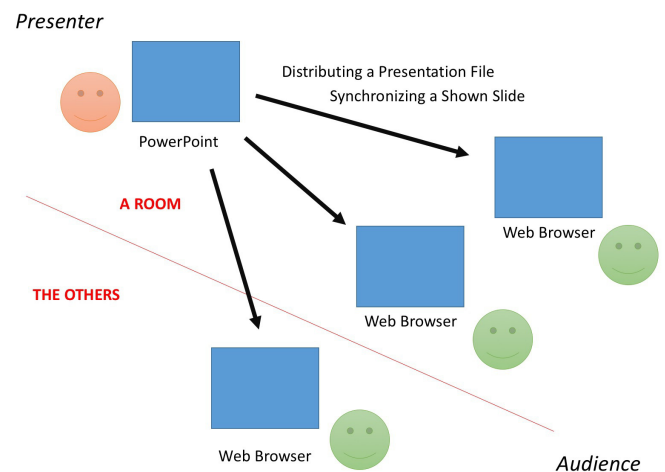 Presenter
Distributing a Presentation File
Synchronizing a Shown Slide
PowerPoint
A ROOM
Web Browser
THE OTHERS
Web Browser
Web Browser
Audience